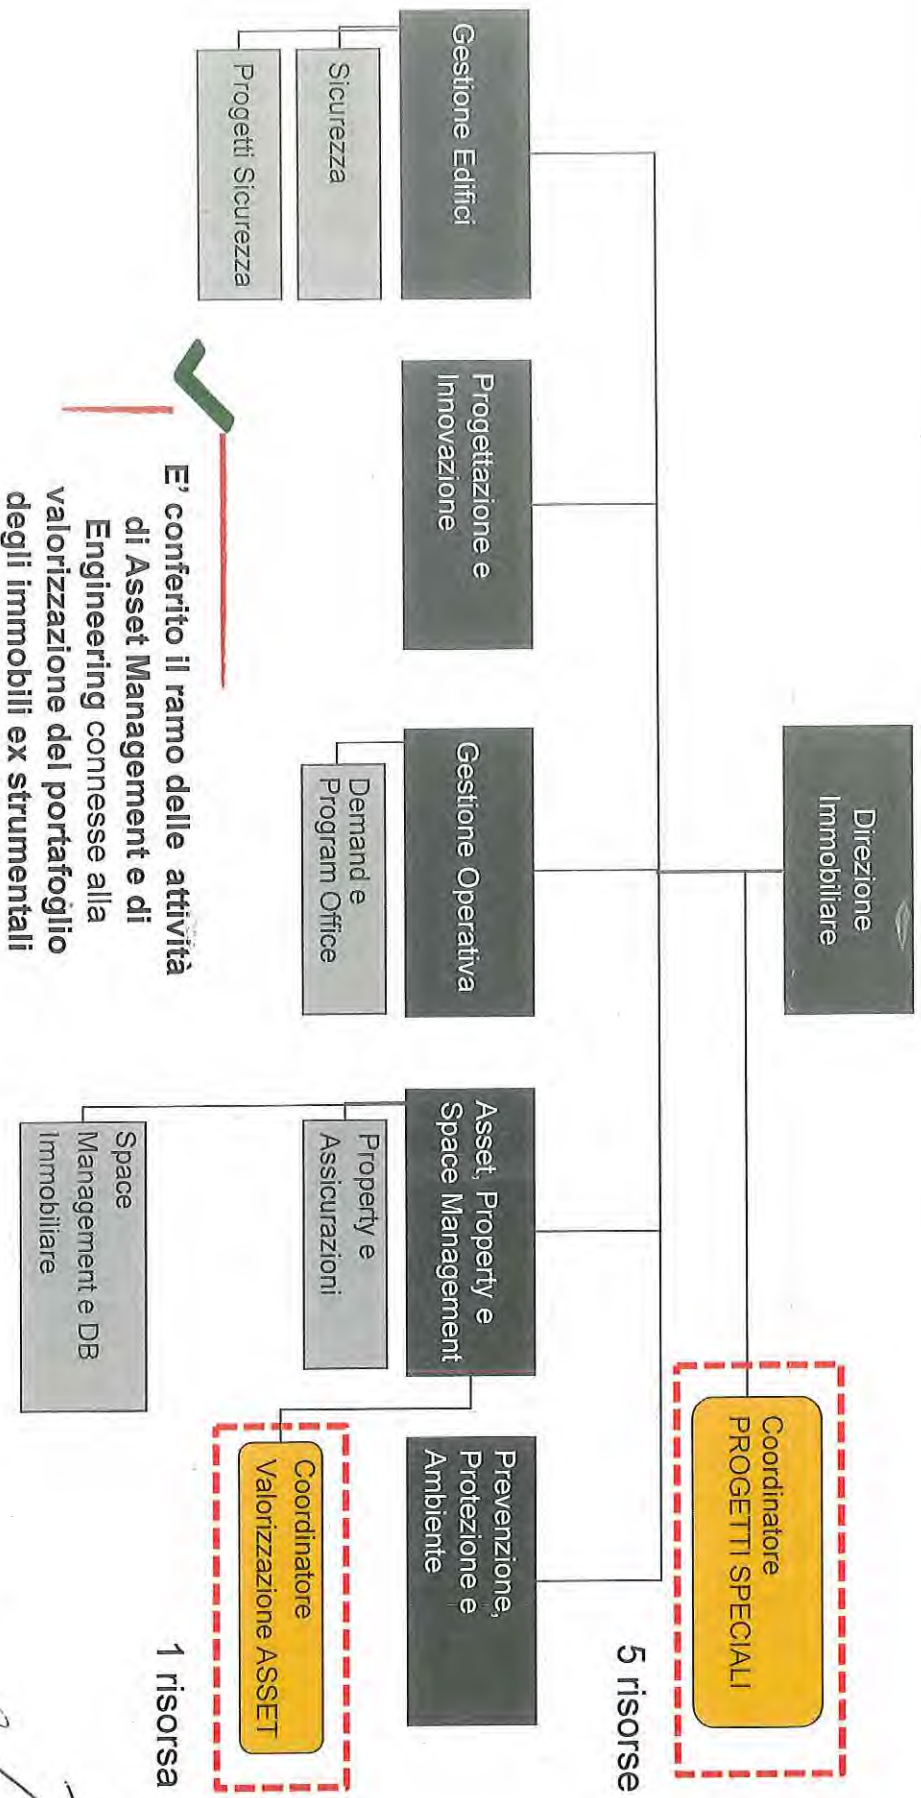 Direzione
Immobiliare
Coordinatore
PROGETTI SPECIALI
5 risorse
Gestione Edifici
Sicurezza
Progetti Sicurezza
Progettazione e
Innovazione
Gestione Operativa
Demand e
Program Office
Asset, Property e
Space Management
Property e
Assicurazioni
Space
Management e DB
Immobiliare
Prevenzione,
Protezione e
Ambiente
Coordinatore
Valorizzazione ASSET
1 risorsa
E' conferito il ramo delle attività
di Asset Management e di
Engineering connesse alla
valorizzazione del portafoglio
degli immobili ex strumentali